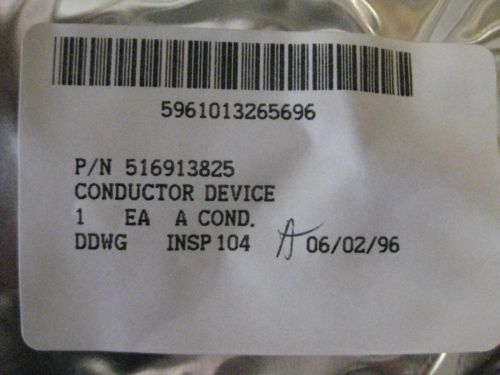 5961013265696
P/N 516913825
CONDUCTOR DEVICE
1 EA A COND.
DDWG INSP 104 A 06/02/96